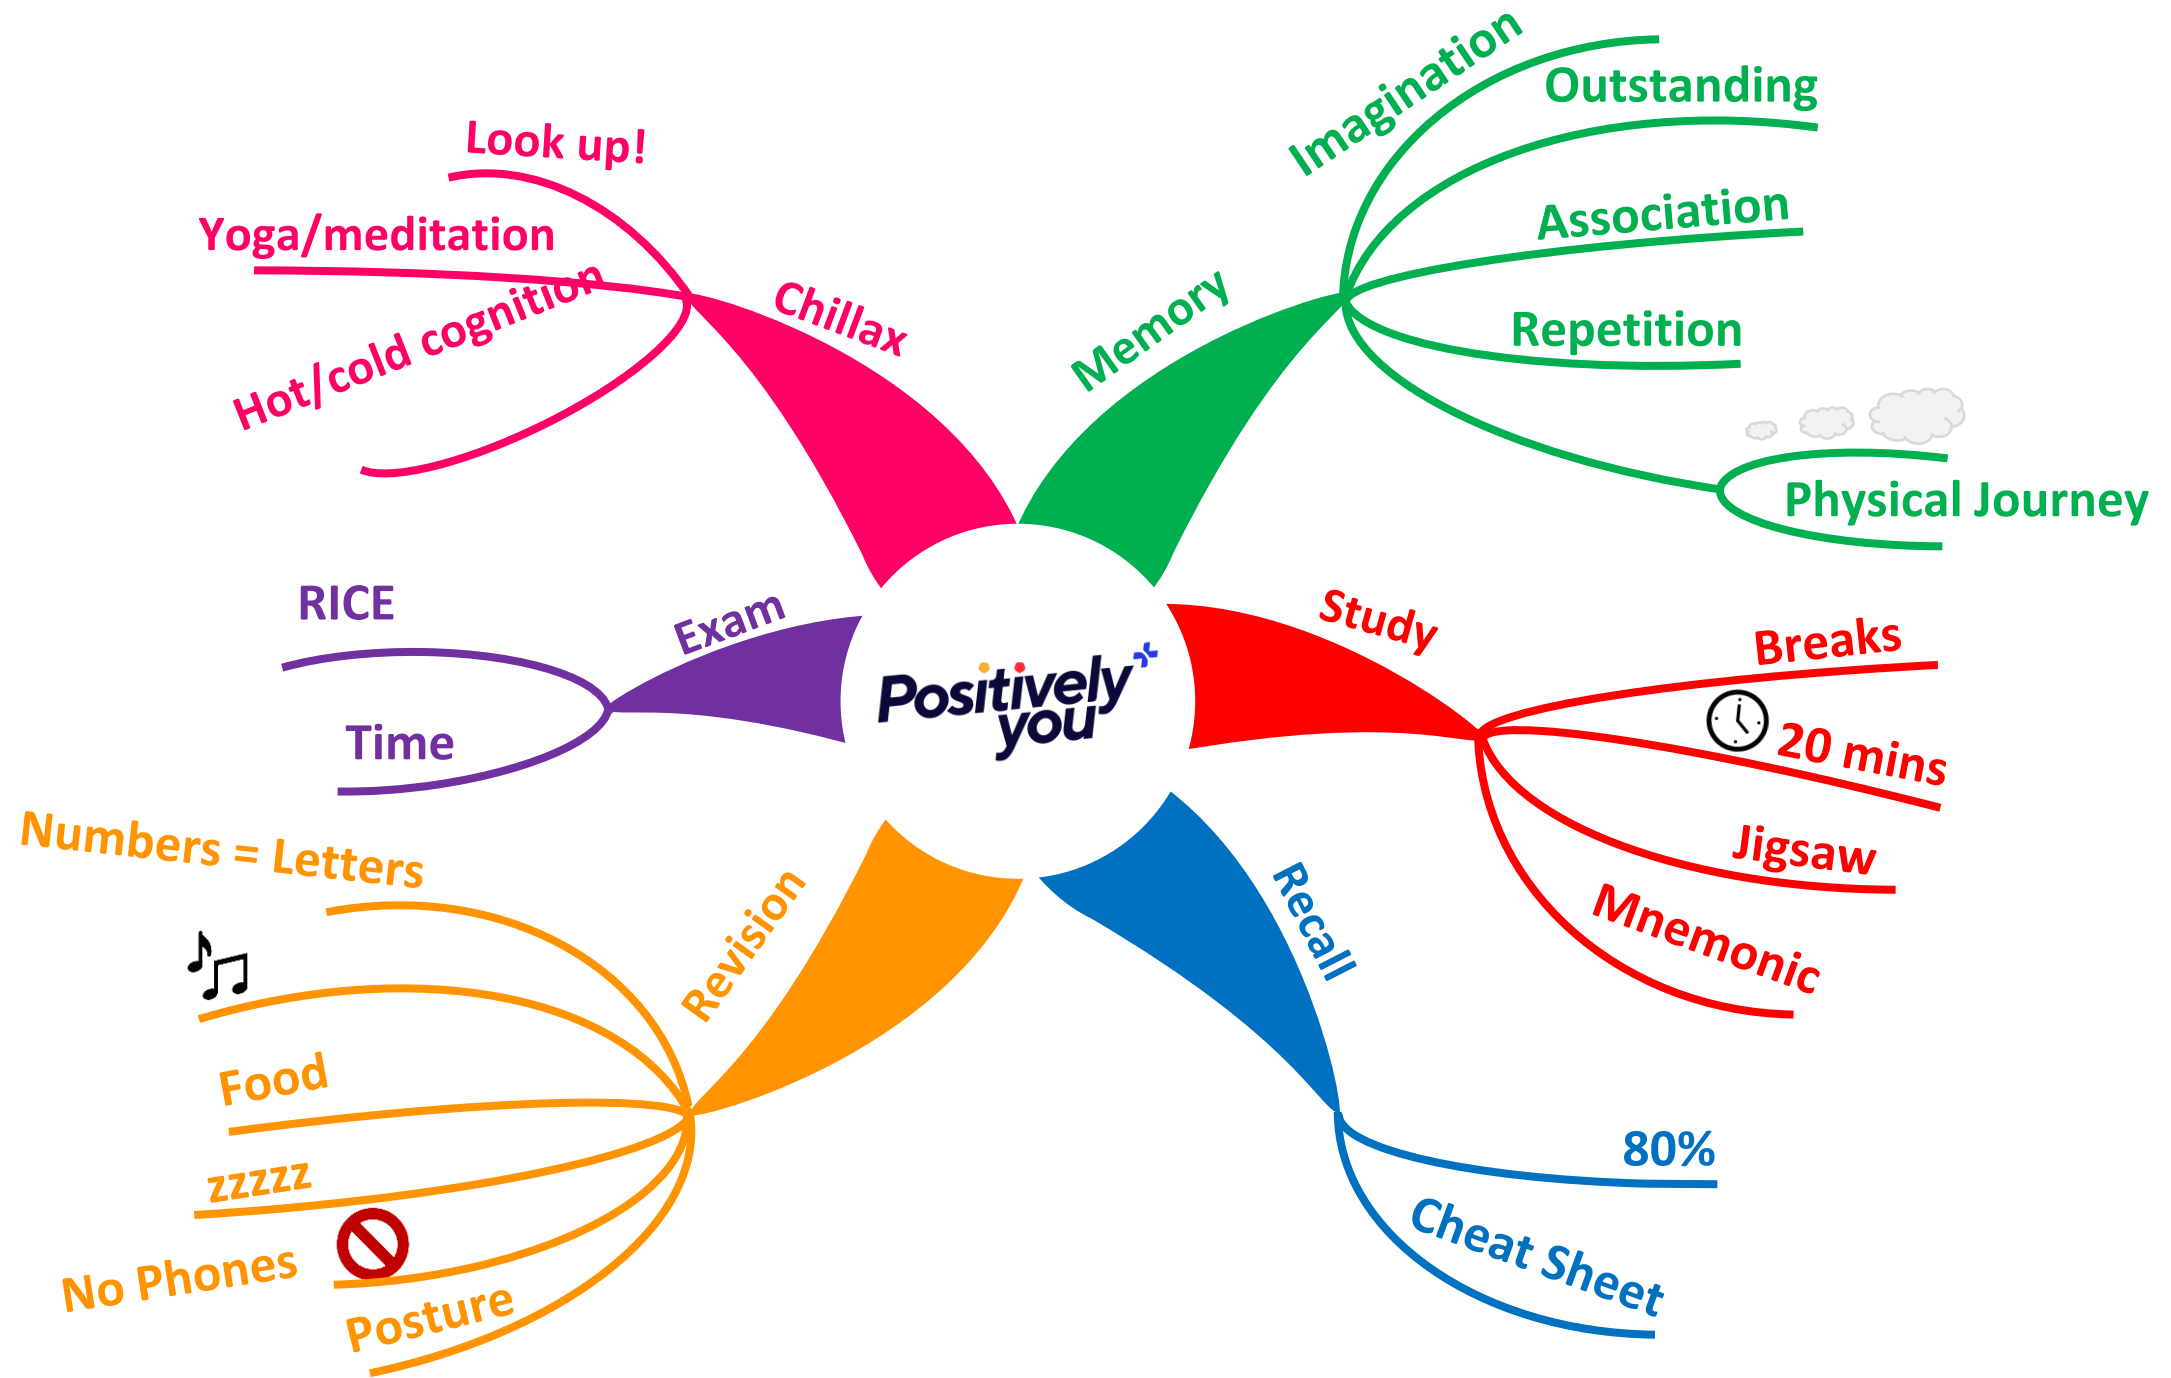 Imagination
Outstanding
Association
Repetition
Physical Journey
Memory
Look up!
Yoga/meditation
Hot/cold cognition
Chillax
RICE
Time
Exam
Positively
you
Study
Breaks
20 mins
Jigsaw
Mnemonic
Numbers = Letters
Food
zzzzz
No Phones
Posture
Revision
Recall
80%
Cheat Sheet